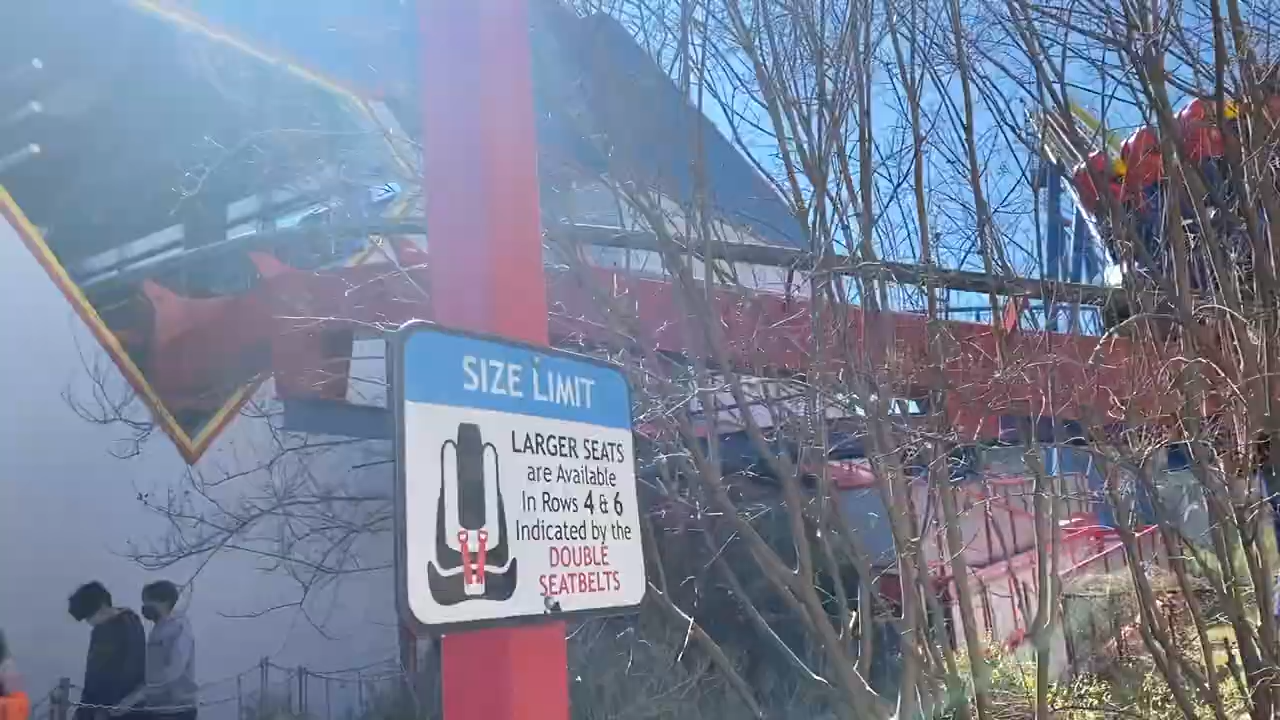 SIZE LIMIT
LARGER SEATS
are Available
In Rows 4 & 6
Indicated by the
DOUBLE
SEATBELTS